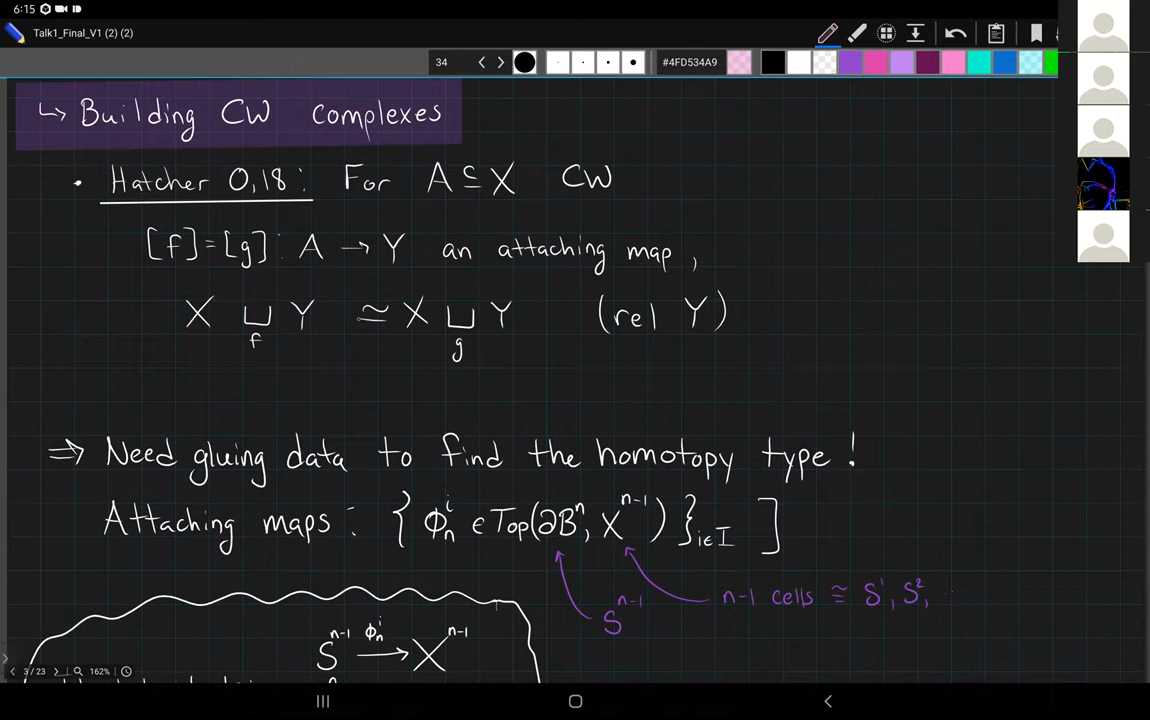 6:15
Talk1_Final_V1 (2) (2)
34 #4FD534A9
↳ Building CW complexes
• Hatcher 0,18: For A ⊆ X CW
[f] = [g] : A → Y an attaching map,
X ⊔_f Y ≃ X ⊔_g Y (rel Y)
⇒ Need gluing data to find the homotopy type!
Attaching maps: { ϕ_n^i ∈ Top(∂B^n, X^{n-1}) }_{i∈I} ]
n-1 cells ≅ S^1, S^2,
S^{n-1}
S^{n-1} ϕ_n^i → X^{n-1}
3 / 23 162%